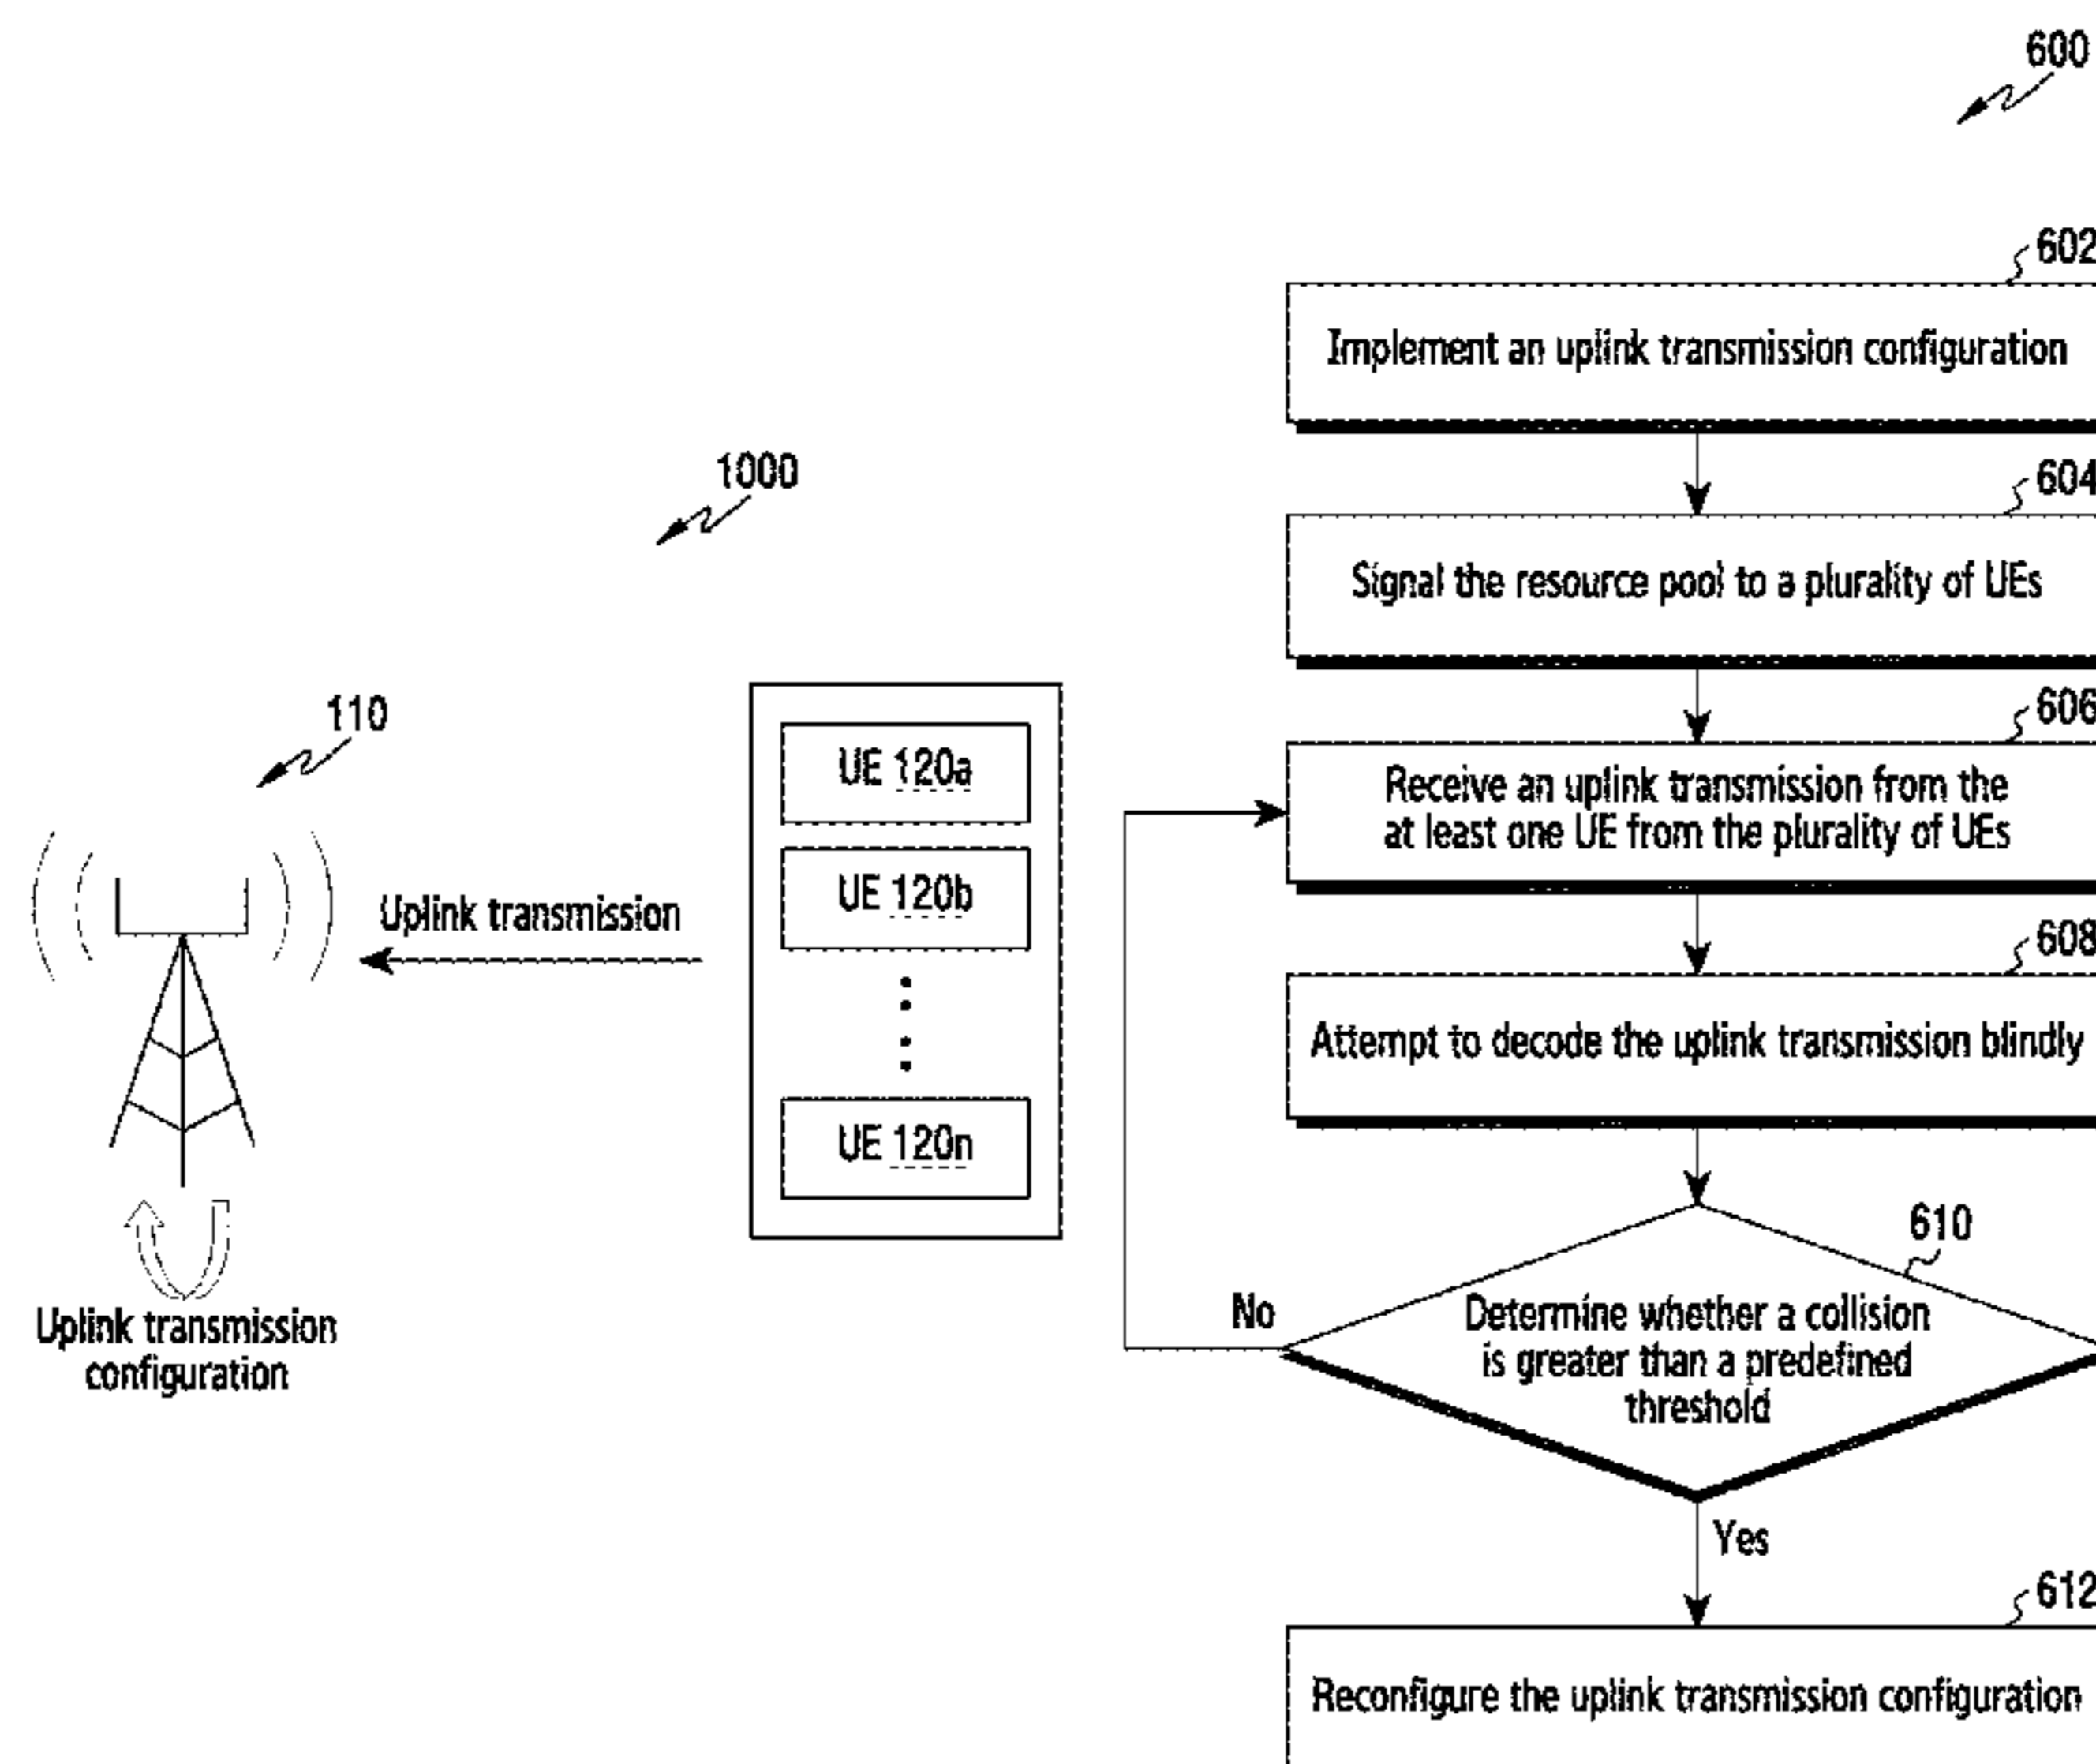 1000
110
Uplink transmission
UE 120a
UE 120b
UE 120n
Uplink transmission
configuration
600
602
Implement an uplink transmission configuration
604
Signal the resource pool to a plurality of UEs
606
Receive an uplink transmission from the
at least one UE from the plurality of UEs
608
Attempt to decode the uplink transmission blindly
610
No
Determine whether a collision
is greater than a predefined
threshold
Yes
612
Reconfigure the uplink transmission configuration